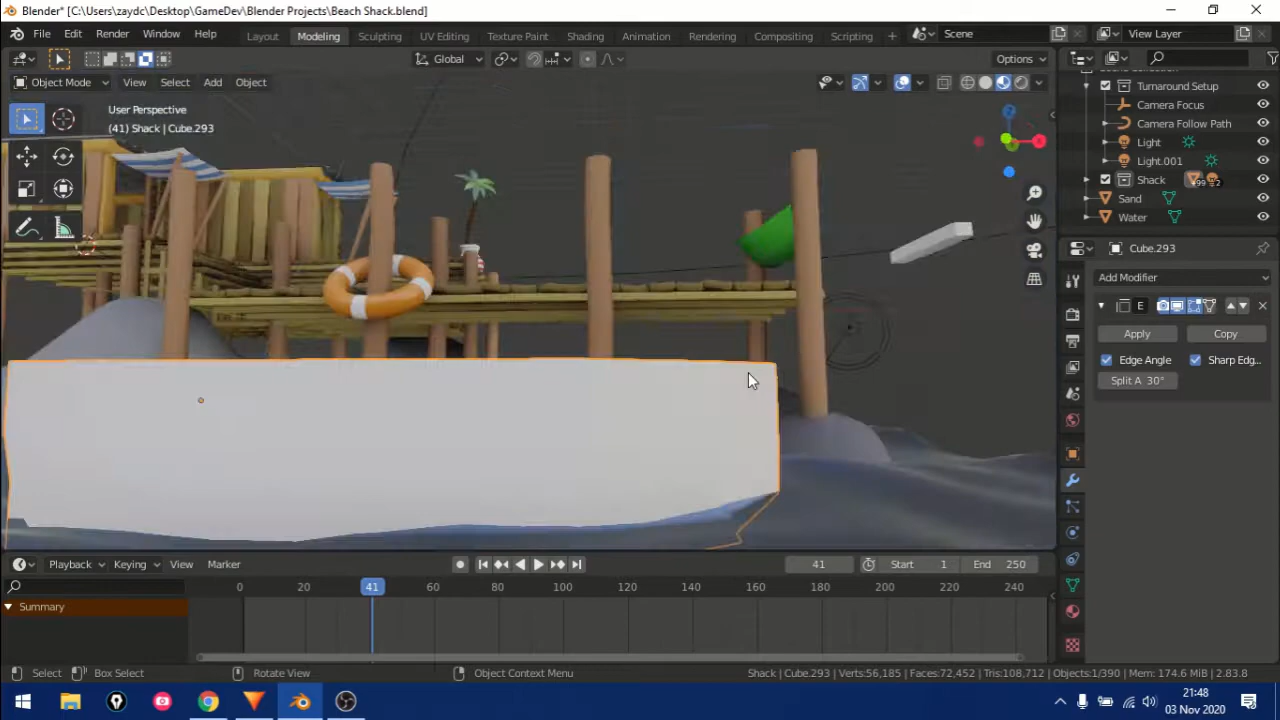 Blender* [C:\Users\zaydc\Desktop\GameDev\Blender Projects\Beach Shack.blend]
File Edit Render Window Help Layout Modeling Sculpting UV Editing Texture Paint Shading Animation Rendering Compositing Scripting Scene View Layer
Global Options
Object Mode View Select Add Object
User Perspective
(41) Shack | Cube.293
Turnaround Setup
Camera Focus
Camera Follow Path
Light
Light.001
Shack
Sand
Water
Cube.293
Add Modifier
E
Apply Copy
Edge Angle Sharp Edg...
Split A 30°
Playback Keying View Marker 41 Start 1 End 250
0 20 41 60 80 100 120 140 160 180 200 220 240
Summary
Select Box Select Rotate View Object Context Menu Shack | Cube.293 | Verts:56,185 | Faces:72,452 | Tris:108,712 | Objects:1/390 | Mem: 174.6 MiB | 2.83.8
21:48
03 Nov 2020